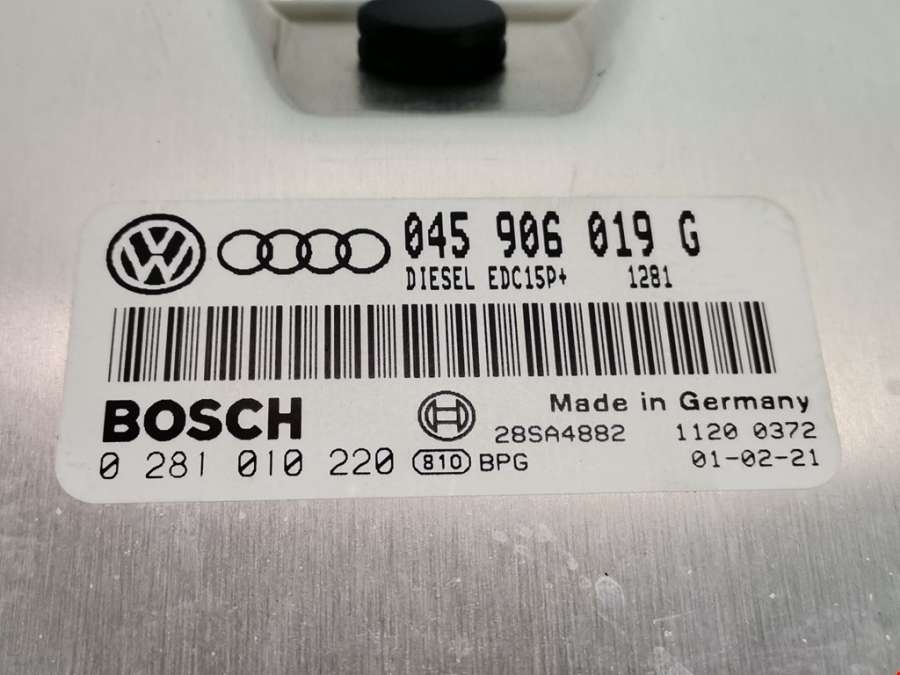 045 906 019 G
DIESEL EDC15P+ 1281
BOSCH
Made in Germany
28SA4882 1120 0372
0 281 010 220 810 BPG 01-02-21